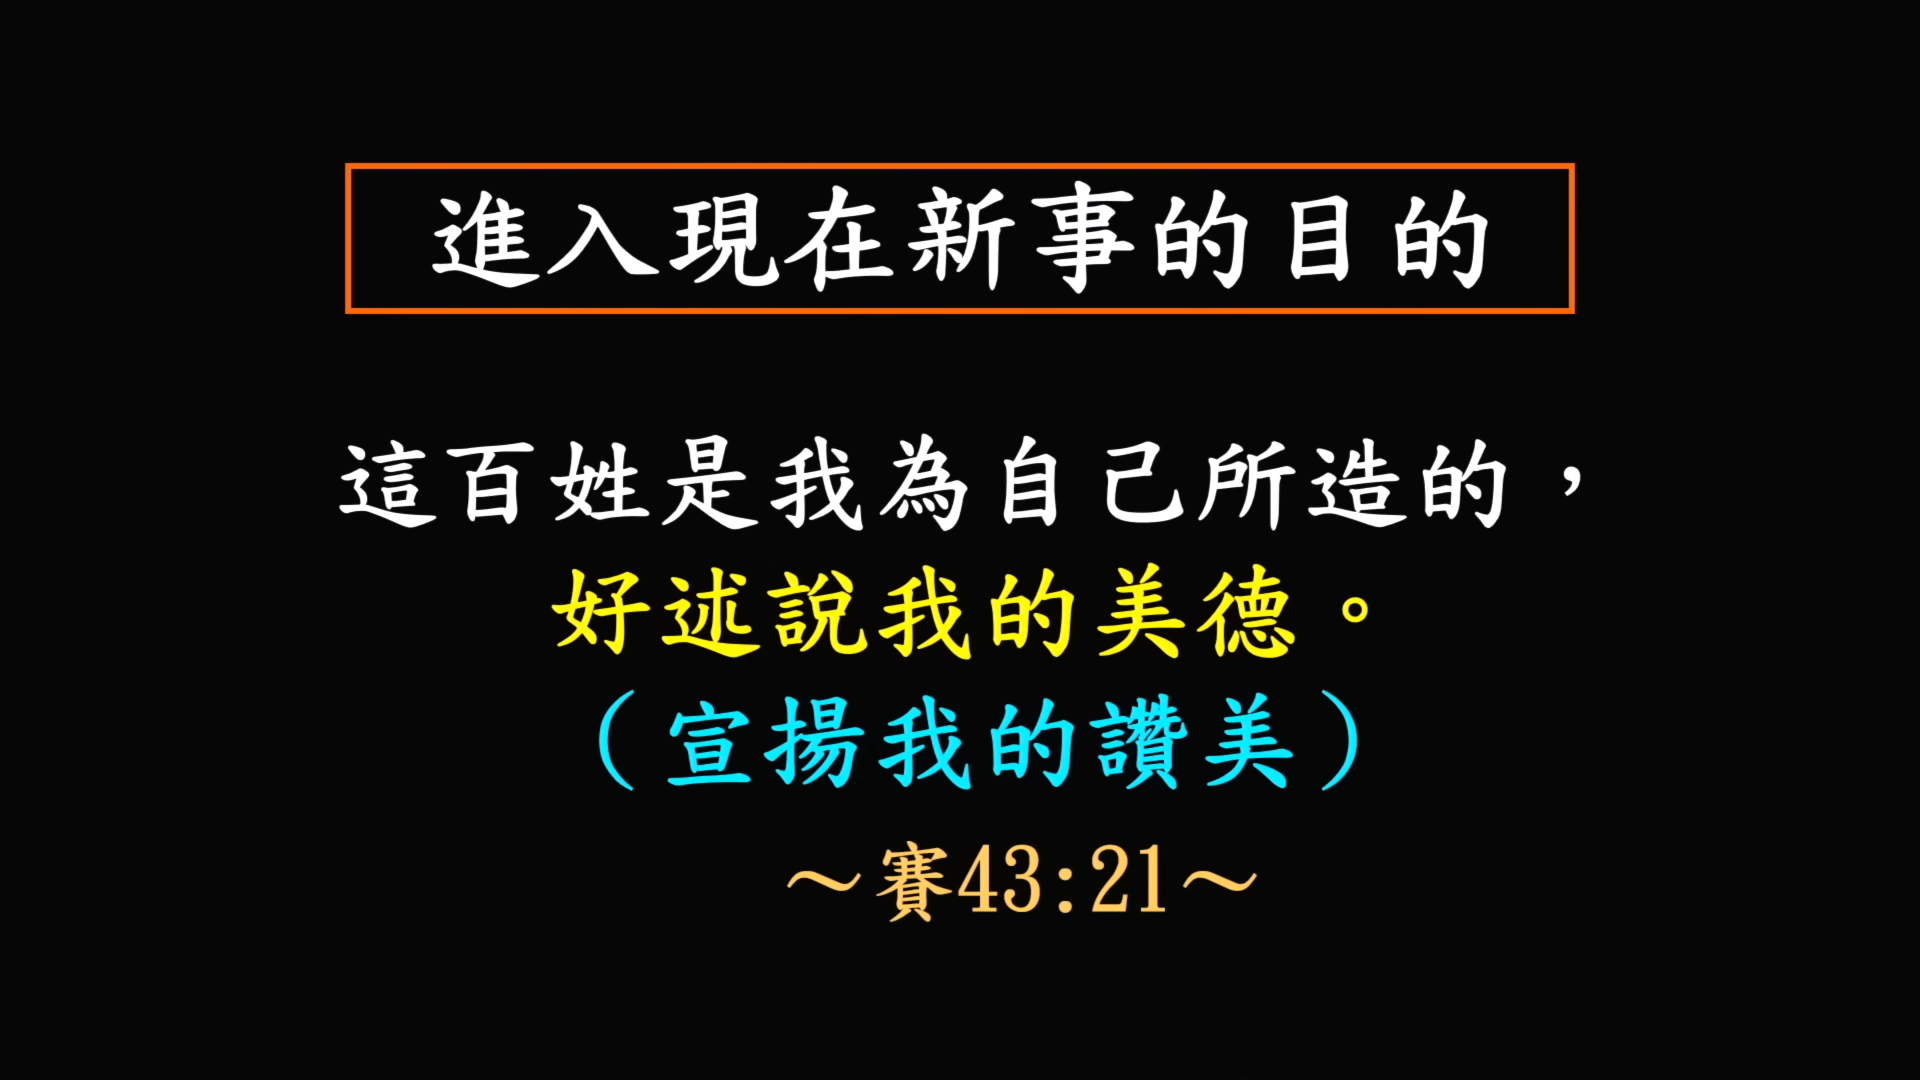 進入現在新事的目的
這百姓是我為自己所造的，
好述說我的美德。
（宣揚我的讚美）
～賽43:21～